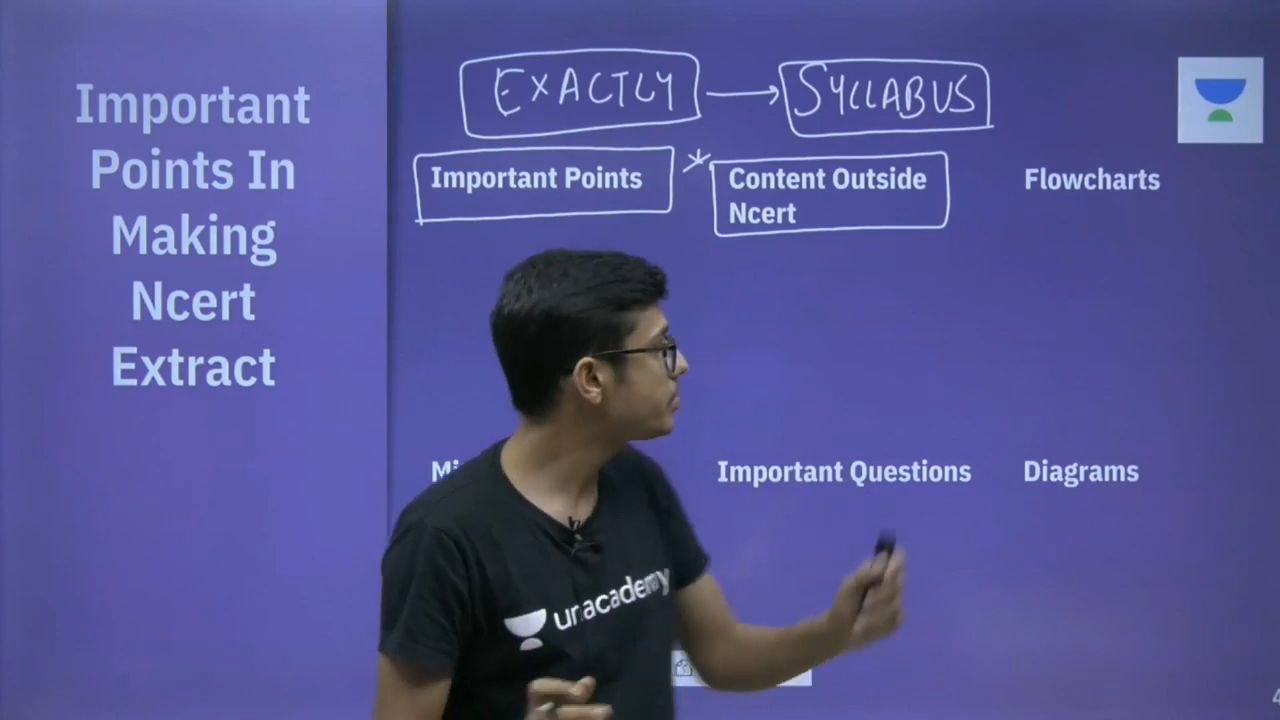 Important
Points In
Making
Ncert
Extract
EXACTLY → SYLLABUS
Important Points
*
Content Outside
Ncert
Flowcharts
Important Questions
Diagrams
unacademy